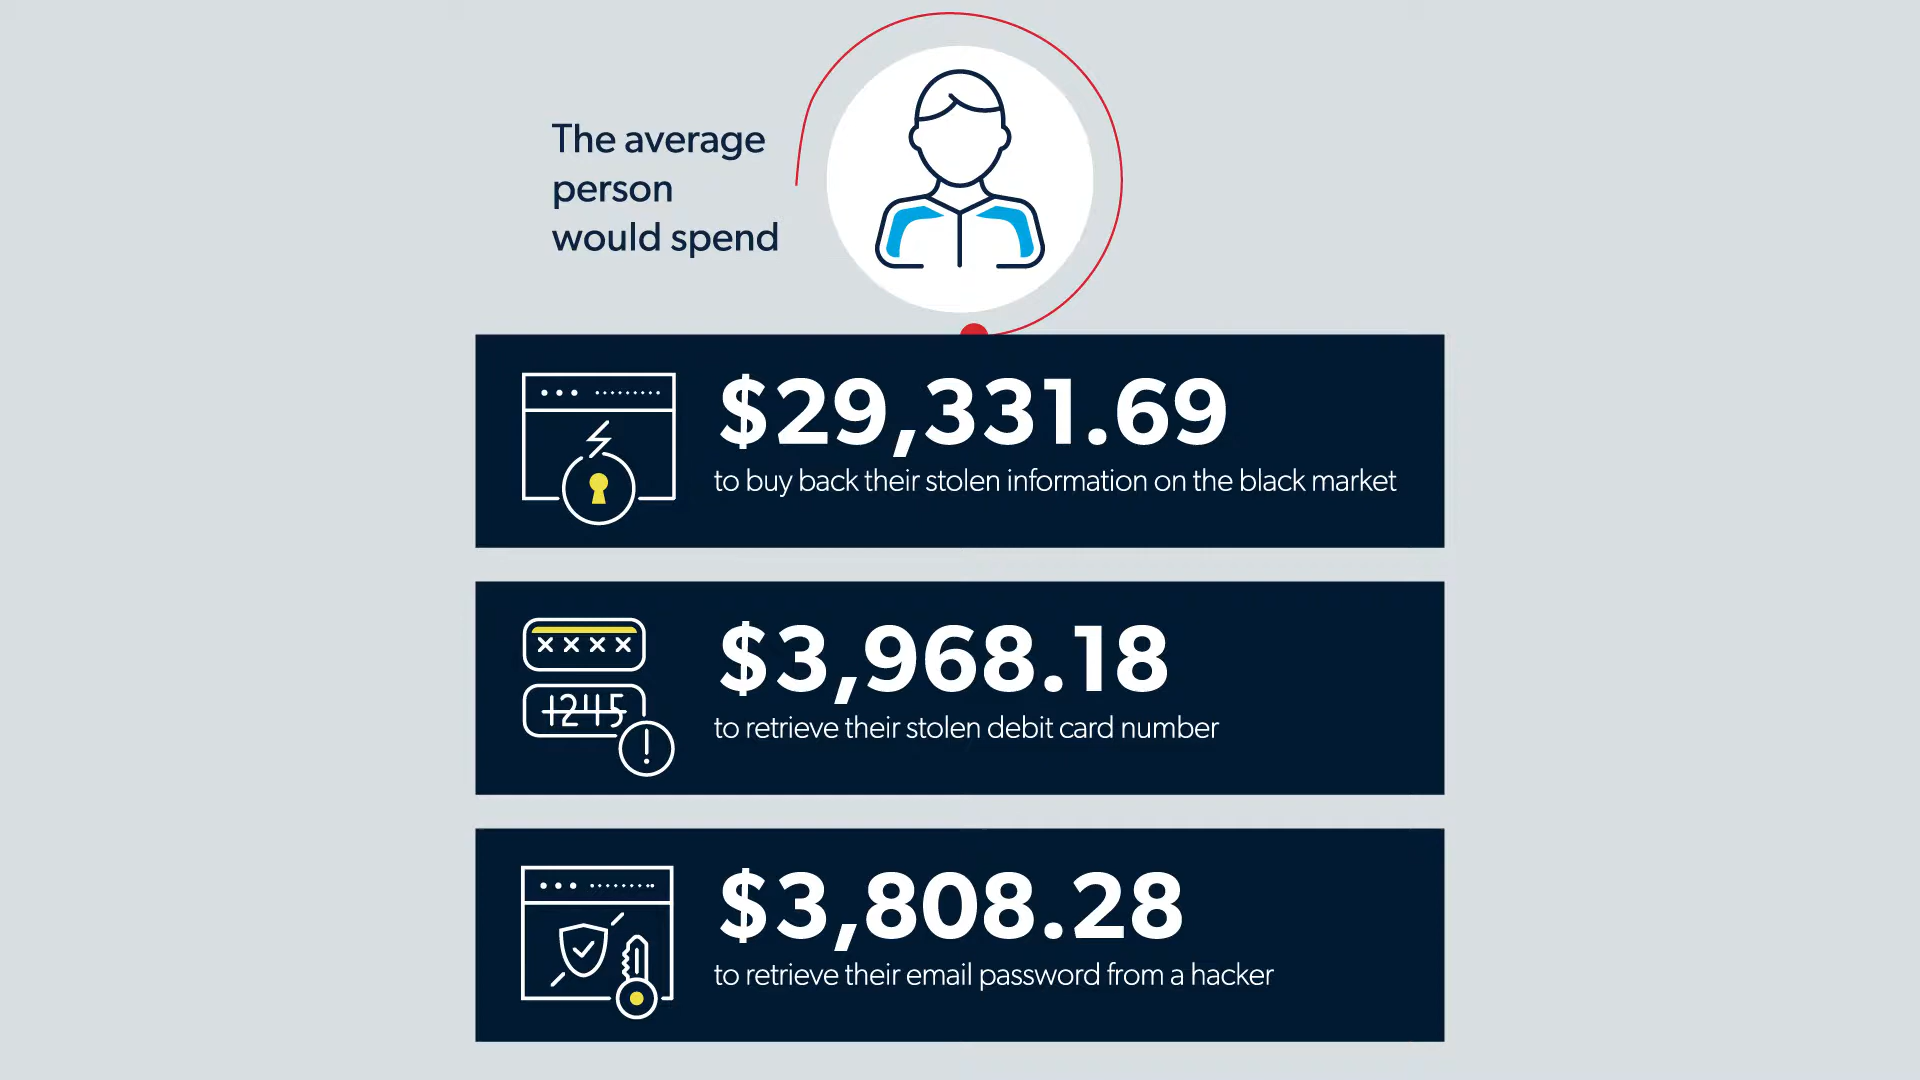 The average
person
would spend
$29,331.69
to buy back their stolen information on the black market
x x x x
1245
!
$3,968.18
to retrieve their stolen debit card number
$3,808.28
to retrieve their email password from a hacker